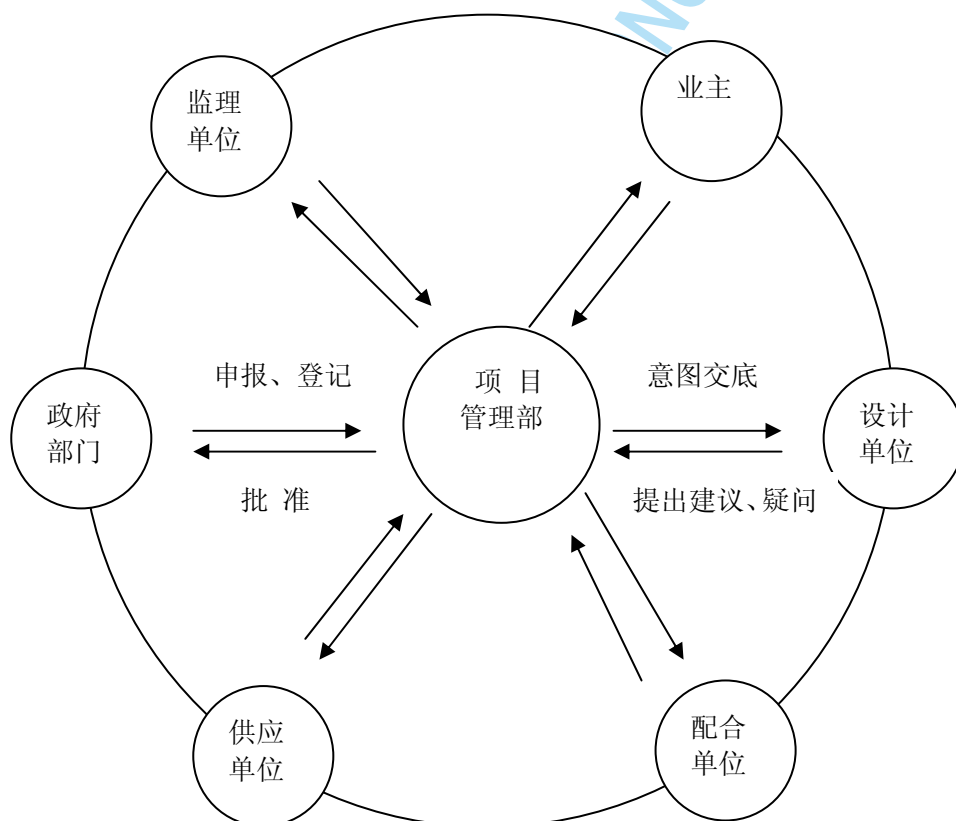 监理
单位
业主
申报、登记
项 目
管理部
意图交底
政府
部门
设计
单位
批 准
提出建议、疑问
供应
单位
配合
单位